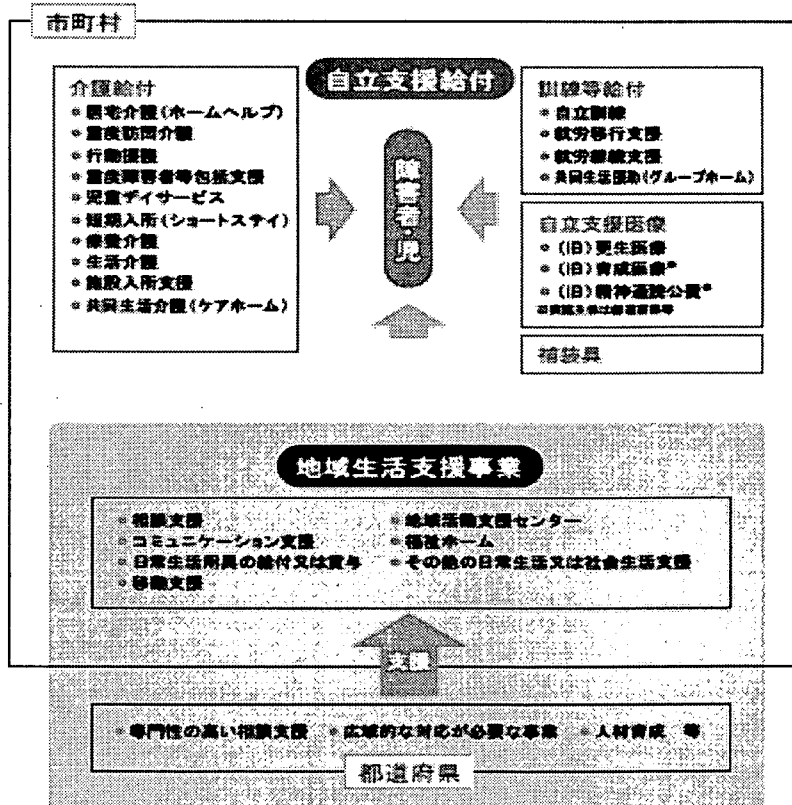 市町村
自立支援給付
介護給付
居宅介護(ホームヘルプ)
重度訪問介護
行動援護
重度障害者等包括支援
児童デイサービス
短期入所(ショートステイ)
療養介護
生活介護
施設入所支援
共同生活介護(ケアホーム)
障害者・児
訓練等給付
自立訓練
就労移行支援
就労継続支援
共同生活援助(グループホーム)
自立支援医療
(旧)更生医療
(旧)育成医療*
(旧)精神通院公費*
※実施主体は都道府県等
補装具
地域生活支援事業
相談支援
コミュニケーション支援
日常生活用具の給付又は貸与
移動支援
地域活動支援センター
福祉ホーム
その他の日常生活又は社会生活支援
支援
専門性の高い相談支援 広域的な対応が必要な事業 人材育成 等
都道府県